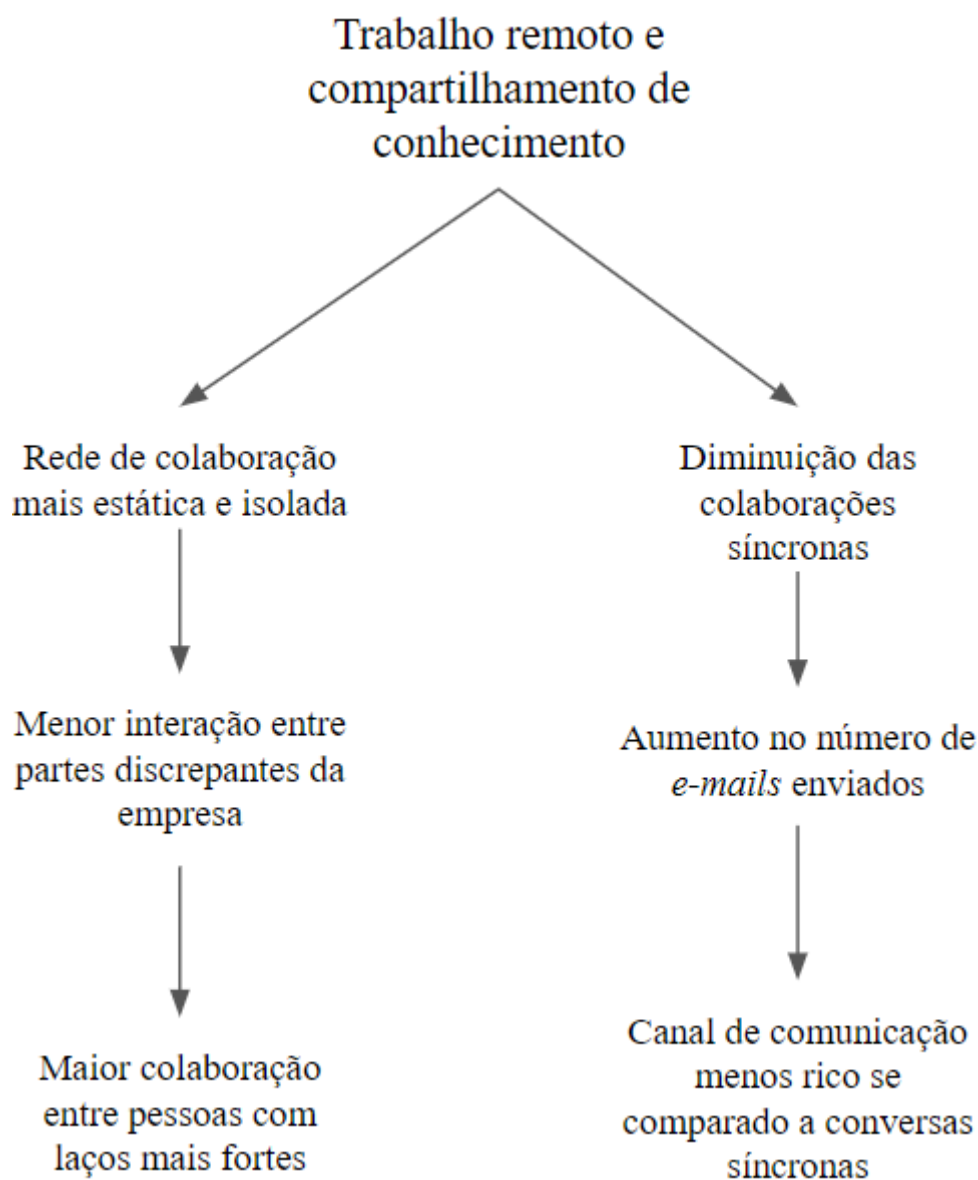 Trabalho remoto e
compartilhamento de
conhecimento
Rede de colaboração
mais estática e isolada
Menor interação entre
partes discrepantes da
empresa
Maior colaboração
entre pessoas com
laços mais fortes
Diminuição das
colaborações
síncronas
Aumento no número de
e-mails enviados
Canal de comunicação
menos rico se
comparado a conversas
síncronas